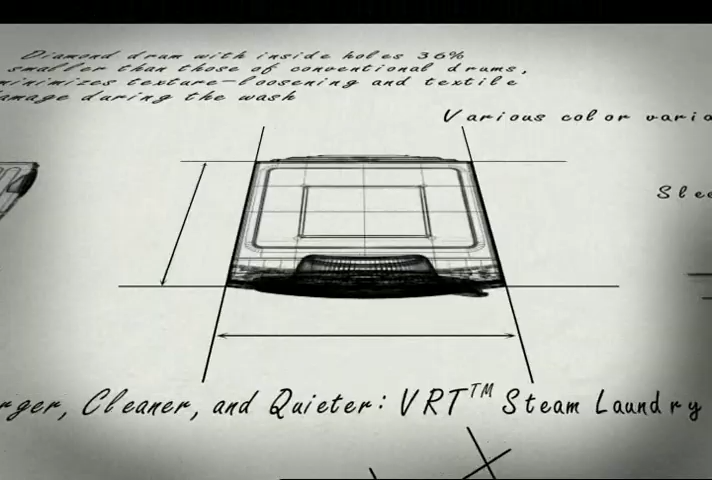 Diamond drum with inside holes 36%
smaller than those of conventional drums,
minimizes texture-loosening and textile
damage during the wash
Various color varia
Slee
rger, Cleaner, and Quieter: VRT™ Steam Laundry